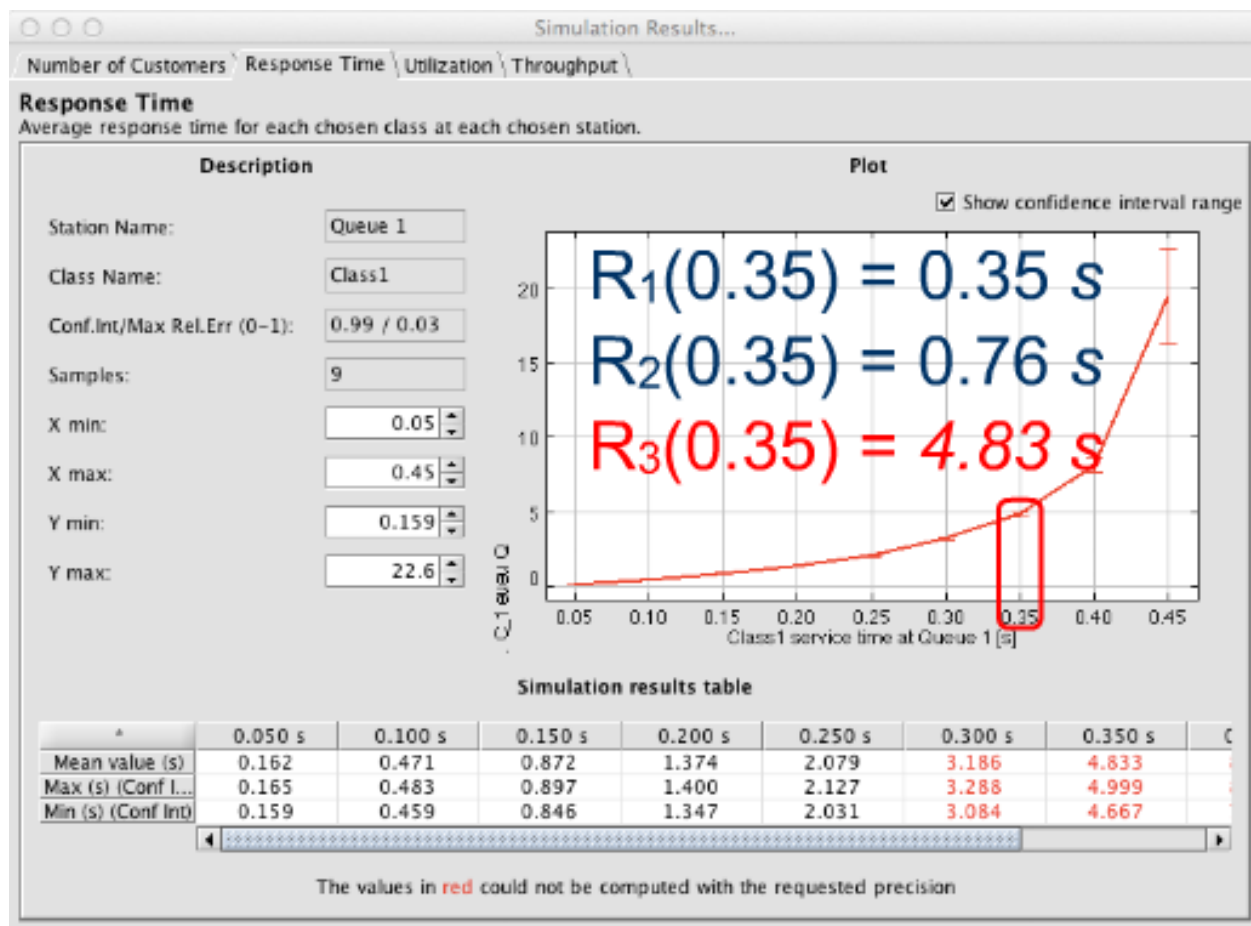 Simulation Results...
Number of Customers Response Time Utilization Throughput
Response Time
Average response time for each chosen class at each chosen station.
Description
Station Name: Queue 1
Class Name: Class1
Conf.Int/Max Rel.Err (0-1): 0.99 / 0.03
Samples: 9
X min: 0.05
X max: 0.45
Y min: 0.159
Y max: 22.6
Plot
Show confidence interval range
R1(0.35) = 0.35 s
R2(0.35) = 0.76 s
R3(0.35) = 4.83 s
20
15
10
5
0
0.05 0.10 0.15 0.20 0.25 0.30 0.35 0.40 0.45
Class1 service time at Queue 1 [s]
Simulation results table
0.050 s 0.100 s 0.150 s 0.200 s 0.250 s 0.300 s 0.350 s
Mean value (s) 0.162 0.471 0.872 1.374 2.079 3.186 4.833
Max (s) (Conf I... 0.165 0.483 0.897 1.400 2.127 3.288 4.999
Min (s) (Conf Int) 0.159 0.459 0.846 1.347 2.031 3.084 4.667
The values in red could not be computed with the requested precision